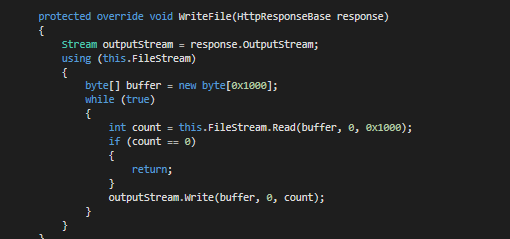 protected override void WriteFile(HttpResponseBase response)
{
Stream outputStream = response.OutputStream;
using (this.FileStream)
{
byte[] buffer = new byte[0x1000];
while (true)
{
int count = this.FileStream.Read(buffer, 0, 0x1000);
if (count == 0)
{
return;
}
outputStream.Write(buffer, 0, count);
}
}
}